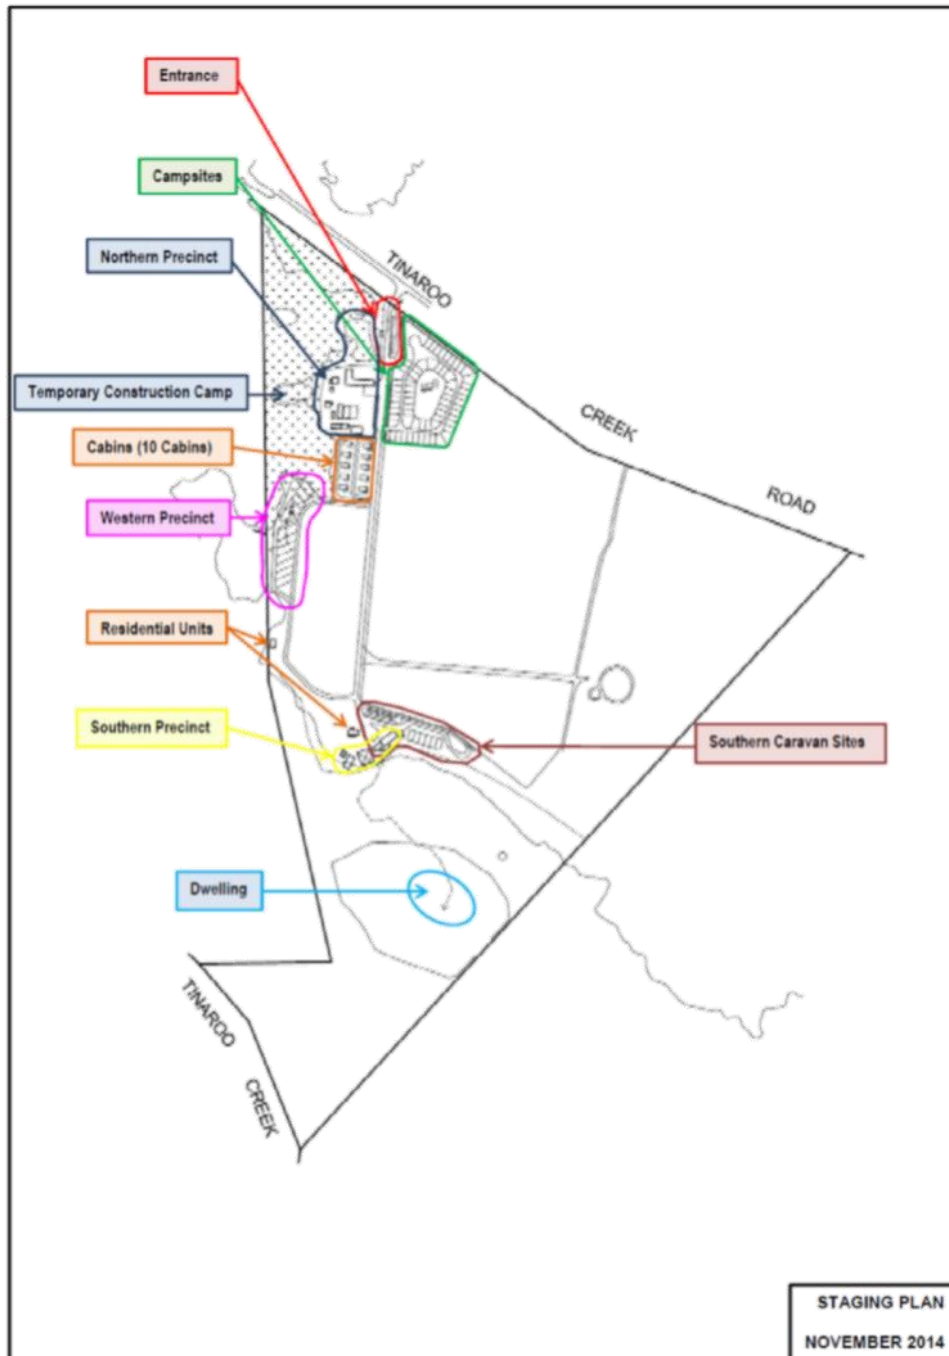 Entrance
Campsites
Northern Precinct
TINAROO
Temporary Construction Camp
CREEK
Cabins (10 Cabins)
ROAD
Western Precinct
Residential Units
Southern Precinct
Southern Caravan Sites
Dwelling
TINAROO
CREEK
STAGING PLAN
NOVEMBER 2014